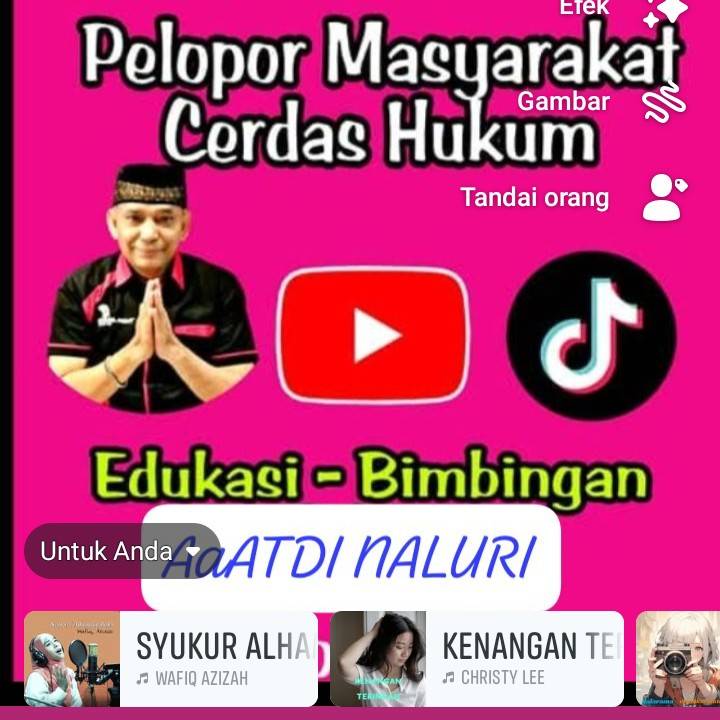 Efek
Pelopor Masyarakat
Gambar
Cerdas Hukum
Tandai orang
Edukasi - Bimbingan
Untuk Anda
AaATDI NALURI
SYUKUR ALHA
WAFIQ AZIZAH
KENANGAN TE
CHRISTY LEE